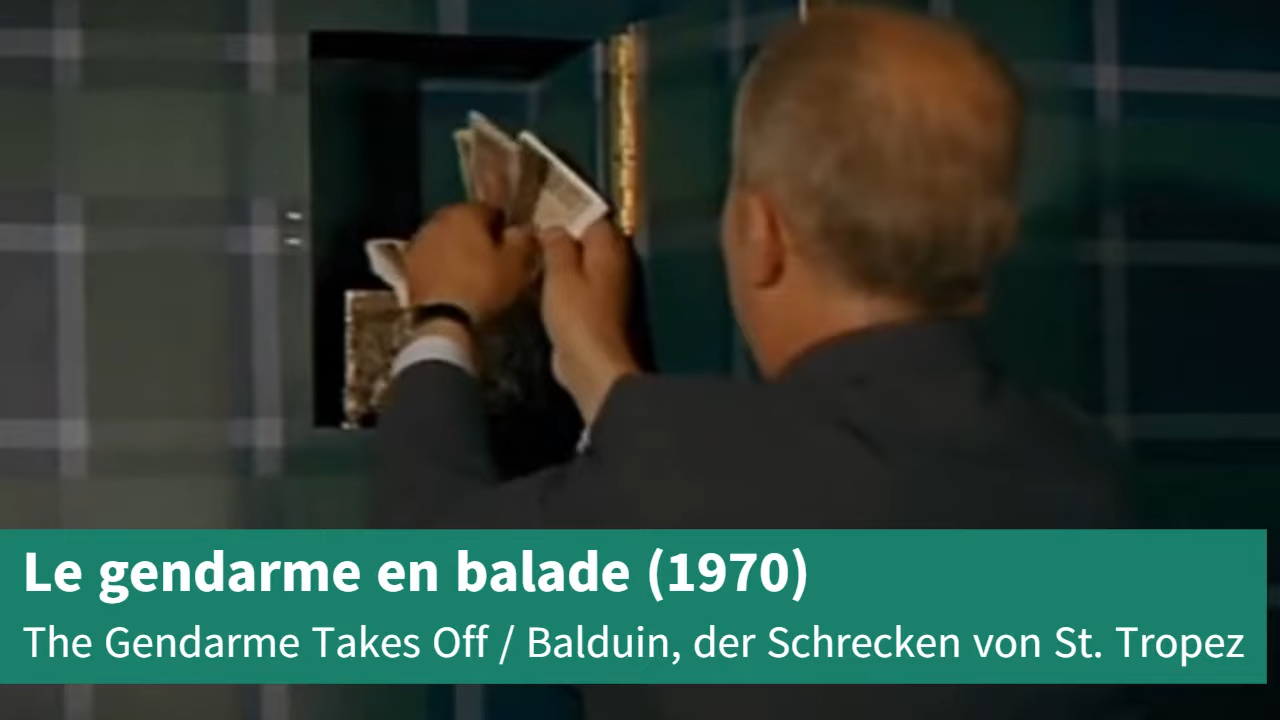 Le gendarme en balade (1970)
The Gendarme Takes Off / Balduin, der Schrecken von St. Tropez